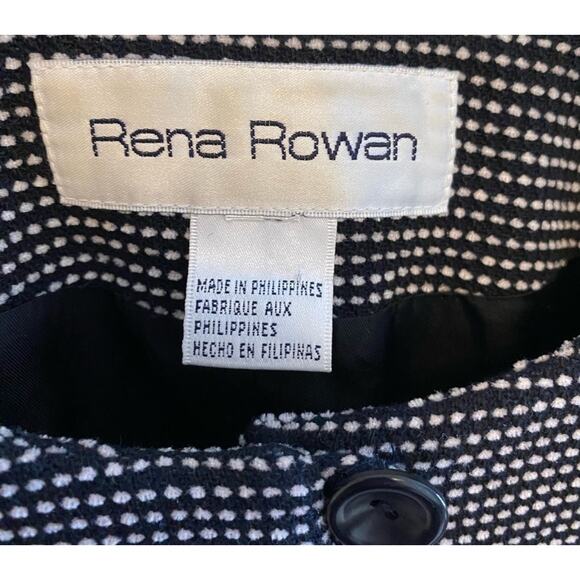 Rena Rowan
MADE IN PHILIPPINES
FABRIQUE AUX
PHILIPPINES
HECHO EN FILIPINAS